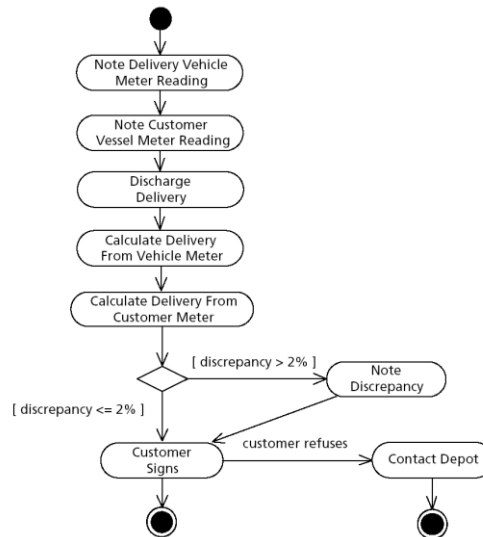 Note Delivery Vehicle
Meter Reading
Note Customer
Vessel Meter Reading
Discharge
Delivery
Calculate Delivery
From Vehicle Meter
Calculate Delivery From
Customer Meter
[ discrepancy > 2% ]
Note
Discrepancy
[ discrepancy <= 2% ]
Customer
Signs
customer refuses
Contact Depot